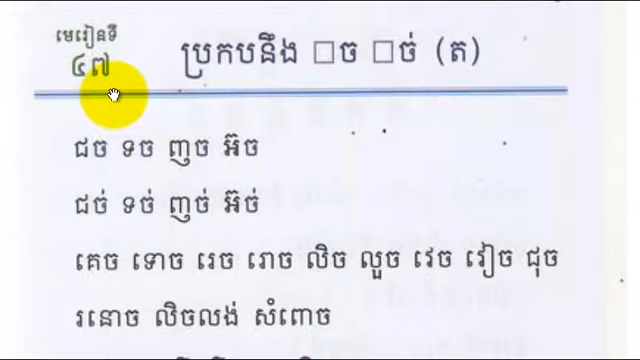 មេរៀនទី
៤៧
ប្រកបនឹង □ច □ច់ (ត)
ជច ទច ញច អ៊ច
ជច់ ទច់ ញច់ អ៊ច់
គេច ទោច រេច រោច លិច លួច វេច វៀច ជុច
រនោច លិចលង់ សំពោច